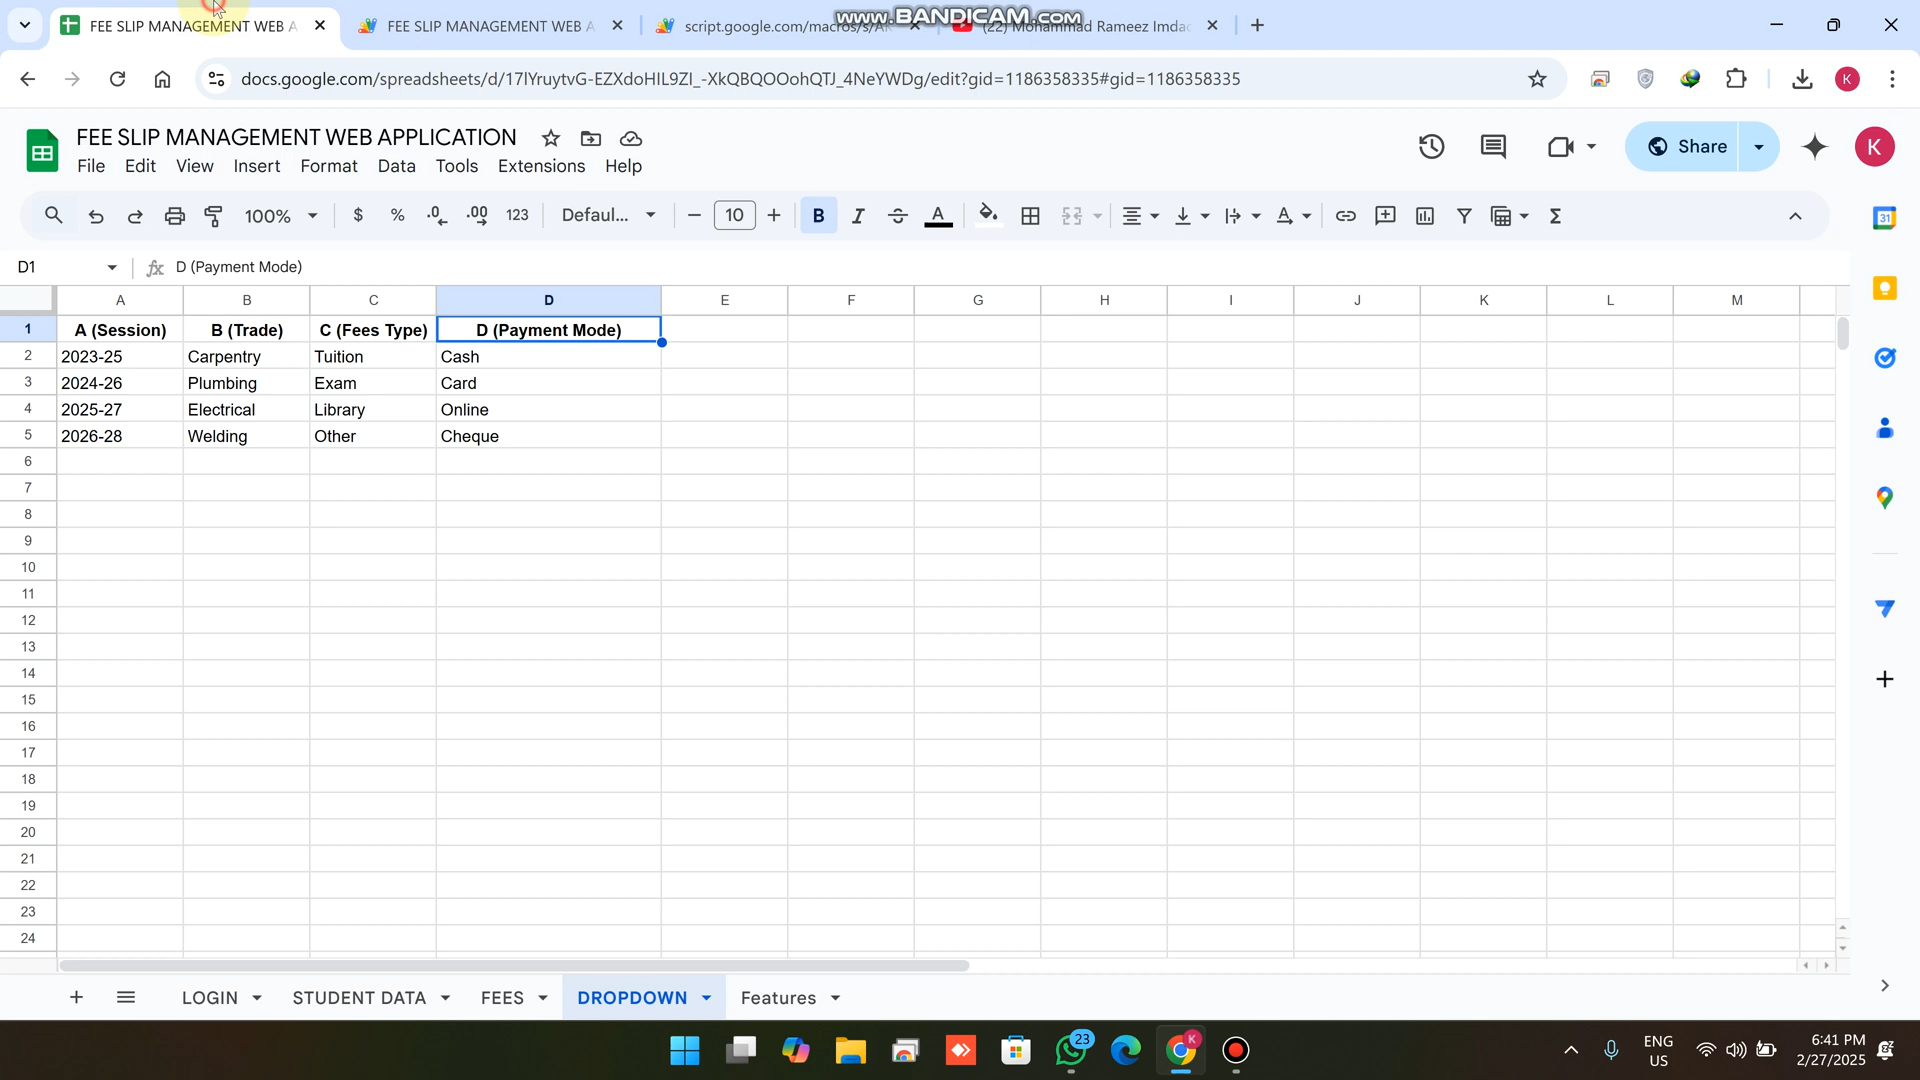 FEE SLIP MANAGEMENT WEB A
FEE SLIP MANAGEMENT WEB A
script.google.com/macros/s/A
(22) Mohammad Rameez Imdac
www.BANDICAM.com
docs.google.com/spreadsheets/d/17lYruytvG-EZXdoHIL9ZI_-XkQBQOOohQTJ_4NeYWDg/edit?gid=1186358335#gid=1186358335
K
FEE SLIP MANAGEMENT WEB APPLICATION
File Edit View Insert Format Data Tools Extensions Help
Share
K
100% $ % .0 .00 123 Defaul... 10 B I S A
31
D1 fx D (Payment Mode)
A B C D E F G H I J K L M
1 A (Session) B (Trade) C (Fees Type) D (Payment Mode)
2 2023-25 Carpentry Tuition Cash
3 2024-26 Plumbing Exam Card
4 2025-27 Electrical Library Online
5 2026-28 Welding Other Cheque
6
7
8
9
10
11
12
13
14
15
16
17
18
19
20
21
22
23
24
LOGIN STUDENT DATA FEES DROPDOWN Features
23
K
ENG
US
6:41 PM
2/27/2025